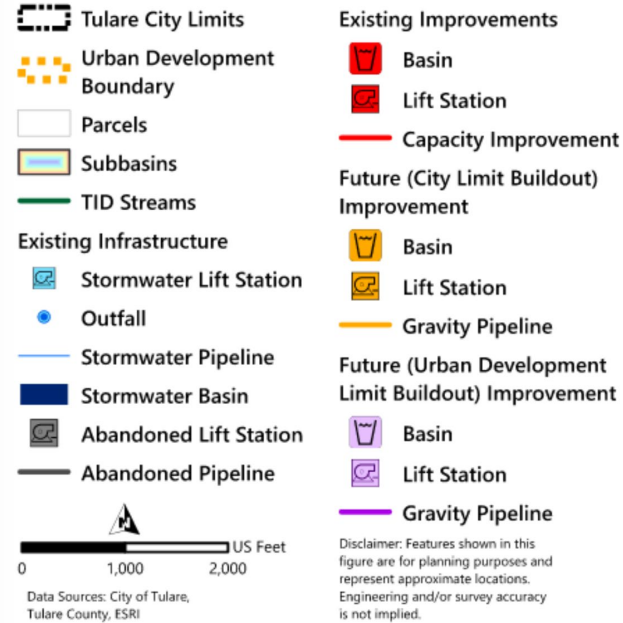 Tulare City Limits
Urban Development
Boundary
Parcels
Subbasins
TID Streams
Existing Infrastructure
Stormwater Lift Station
Outfall
Stormwater Pipeline
Stormwater Basin
Abandoned Lift Station
Abandoned Pipeline
N
US Feet
0 1,000 2,000
Data Sources: City of Tulare,
Tulare County, ESRI
Existing Improvements
Basin
Lift Station
Capacity Improvement
Future (City Limit Buildout)
Improvement
Basin
Lift Station
Gravity Pipeline
Future (Urban Development
Limit Buildout) Improvement
Basin
Lift Station
Gravity Pipeline
Disclaimer: Features shown in this
figure are for planning purposes and
represent approximate locations.
Engineering and/or survey accuracy
is not implied.